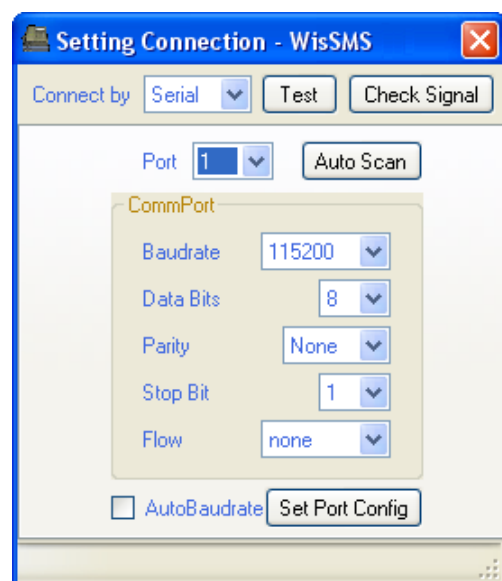 Setting Connection - WisSMS
Connect by Serial Test Check Signal
Port 1 Auto Scan
CommPort
Baudrate 115200
Data Bits 8
Parity None
Stop Bit 1
Flow none
AutoBaudrate Set Port Config